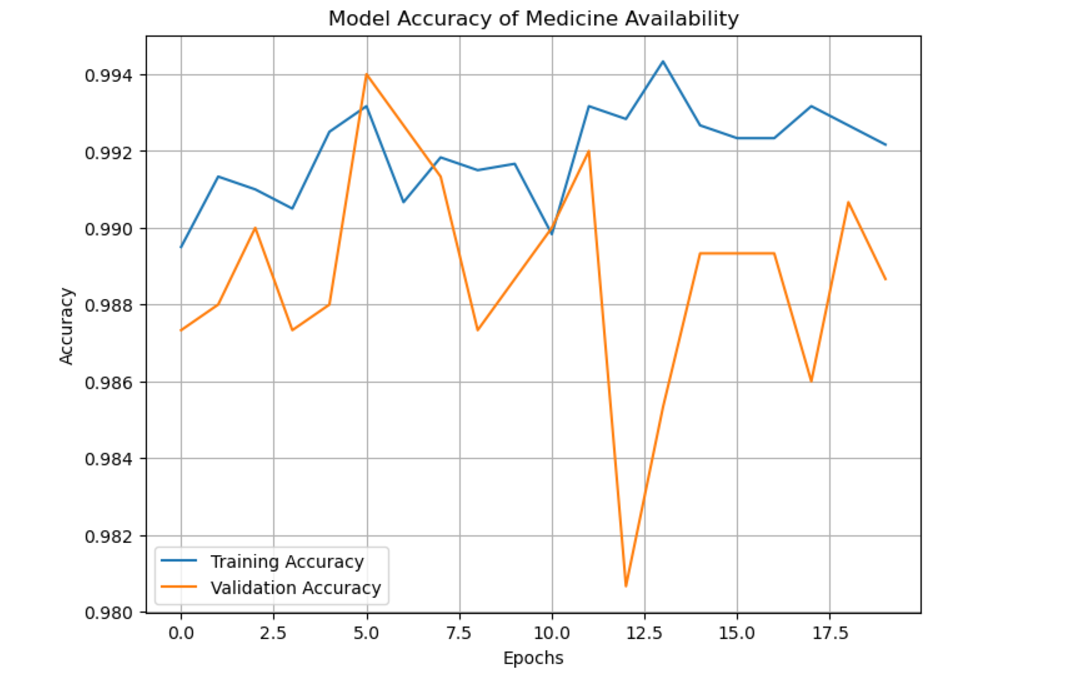 Model Accuracy of Medicine Availability
0.994
0.992
0.990
0.988
0.986
0.984
0.982
0.980
Accuracy
Training Accuracy
Validation Accuracy
0.0 2.5 5.0 7.5 10.0 12.5 15.0 17.5
Epochs